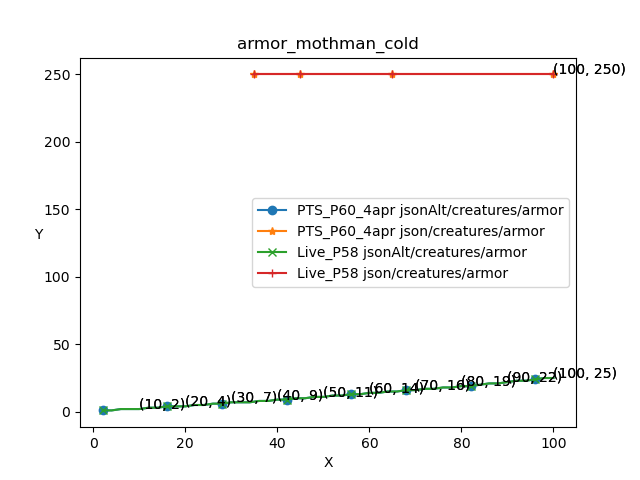 armor_mothman_cold
(100, 250)
250
200
150
Y
100
50
0
PTS_P60_4apr jsonAlt/creatures/armor
PTS_P60_4apr json/creatures/armor
Live_P58 jsonAlt/creatures/armor
Live_P58 json/creatures/armor
(10, 2)
(20, 4)
(30, 7)
(40, 9)
(50, 11)
(60, 14)
(70, 16)
(80, 19)
(90, 22)
(100, 25)
0 20 40 60 80 100
X